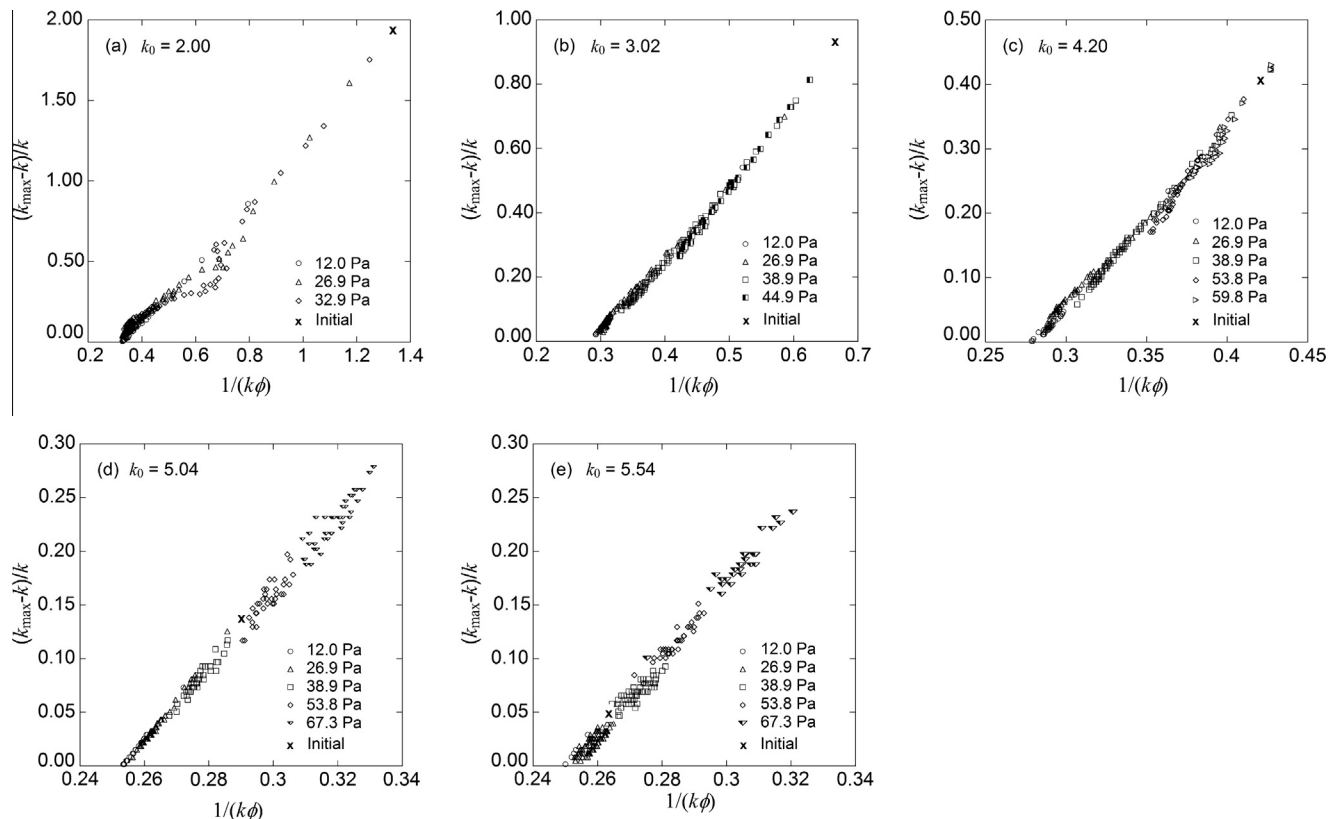 (a) k0 = 2.00
(kmax-k)/k
2.00
1.50
1.00
0.50
0.00
12.0 Pa
26.9 Pa
32.9 Pa
x Initial
0.2 0.4 0.6 0.8 1 1.2 1.4
1/(kϕ)
(b) k0 = 3.02
(kmax-k)/k
1.00
0.80
0.60
0.40
0.20
0.00
12.0 Pa
26.9 Pa
38.9 Pa
44.9 Pa
x Initial
0.2 0.3 0.4 0.5 0.6 0.7
1/(kϕ)
(c) k0 = 4.20
(kmax-k)/k
0.50
0.40
0.30
0.20
0.10
0.00
12.0 Pa
26.9 Pa
38.9 Pa
53.8 Pa
59.8 Pa
x Initial
0.25 0.3 0.35 0.4 0.45
1/(kϕ)
(d) k0 = 5.04
(kmax-k)/k
0.30
0.25
0.20
0.15
0.10
0.05
0.00
12.0 Pa
26.9 Pa
38.9 Pa
53.8 Pa
67.3 Pa
x Initial
0.24 0.26 0.28 0.3 0.32 0.34
1/(kϕ)
(e) k0 = 5.54
(kmax-k)/k
0.30
0.25
0.20
0.15
0.10
0.05
0.00
12.0 Pa
26.9 Pa
38.9 Pa
53.8 Pa
67.3 Pa
x Initial
0.24 0.26 0.28 0.3 0.32 0.34
1/(kϕ)